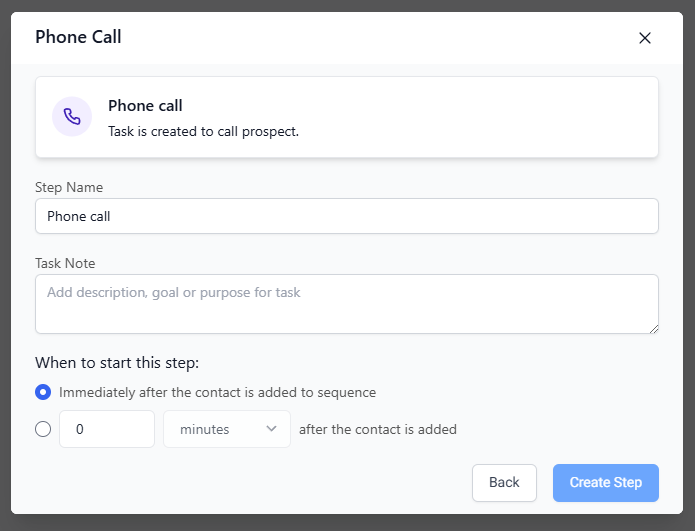 Phone Call
Phone call
Task is created to call prospect.
Step Name
Phone call
Task Note
Add description, goal or purpose for task
When to start this step:
Immediately after the contact is added to sequence
0 minutes after the contact is added
Back Create Step